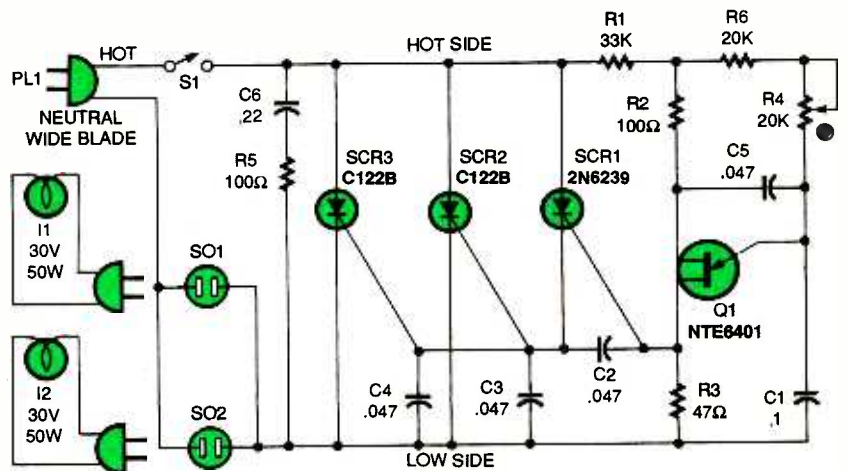 HOT
HOT SIDE
PL1
S1
NEUTRAL
WIDE BLADE
C6
.22
R5
100Ω
SCR3
C122B
SCR2
C122B
SCR1
2N6239
R1
33K
R6
20K
R2
100Ω
R4
20K
C5
.047
I1
30V
50W
SO1
Q1
NTE6401
I2
30V
50W
SO2
C4
.047
C3
.047
C2
.047
R3
47Ω
C1
.1
LOW SIDE